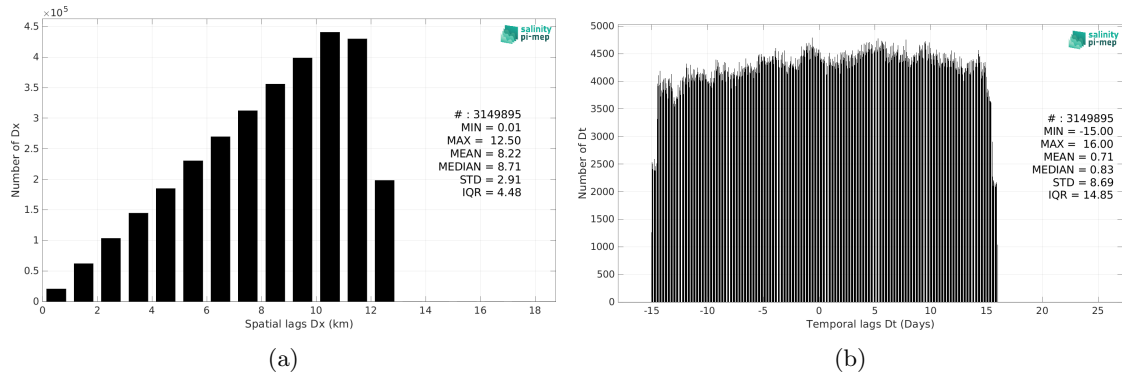 ×10⁵
4.5
4
3.5
3
2.5
2
1.5
1
0.5
0
Number of Dx
0 2 4 6 8 10 12 14 16 18
Spatial lags Dx (km)
salinity
pi-mep
# : 3149895
MIN = 0.01
MAX = 12.50
MEAN = 8.22
MEDIAN = 8.71
STD = 2.91
IQR = 4.48
(a)
5000
4500
4000
3500
3000
2500
2000
1500
1000
500
0
Number of Dt
-15 -10 -5 0 5 10 15 20 25
Temporal lags Dt (Days)
salinity
pi-mep
# : 3149895
MIN = -15.00
MAX = 16.00
MEAN = 0.71
MEDIAN = 0.83
STD = 8.69
IQR = 14.85
(b)